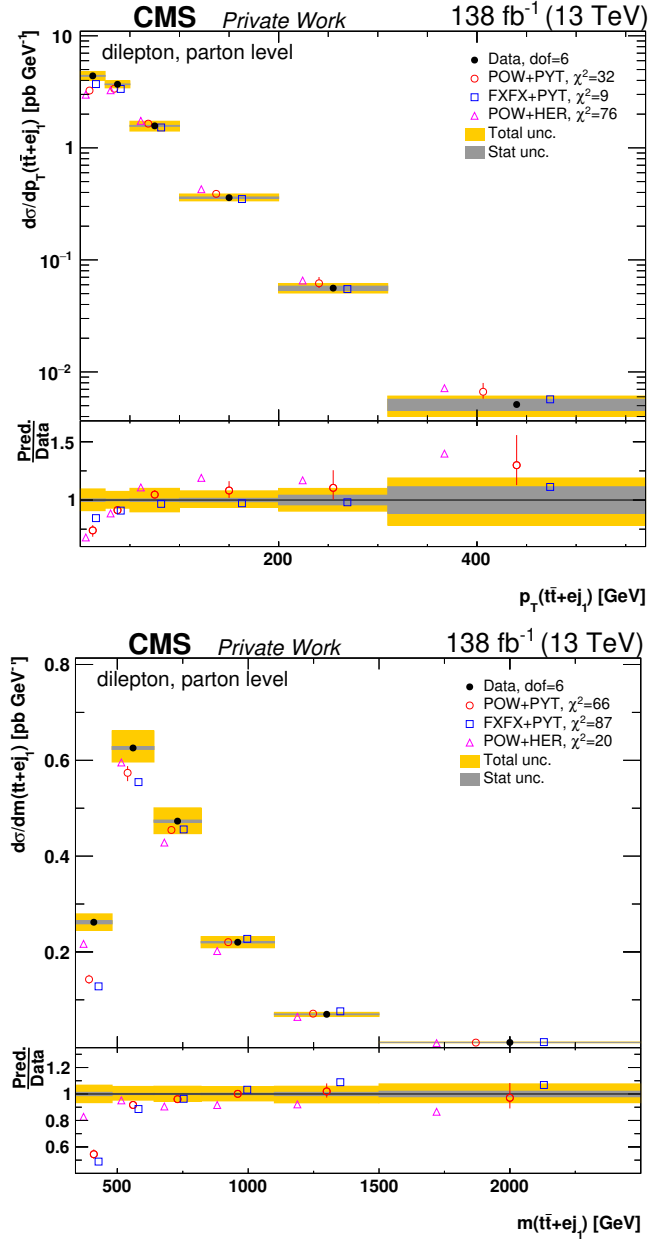 CMS Private Work 138 fb⁻¹ (13 TeV)
dilepton, parton level
Data, dof=6
POW+PYT, χ²=32
FXFX+PYT, χ²=9
POW+HER, χ²=76
Total unc.
Stat unc.
dσ/dp_T(tt̄+ej₁) [pb GeV⁻¹]
10
1
10⁻¹
10⁻²
Pred.
Data
1.5
1
200 400
p_T(tt̄+ej₁) [GeV]
CMS Private Work 138 fb⁻¹ (13 TeV)
dilepton, parton level
Data, dof=6
POW+PYT, χ²=66
FXFX+PYT, χ²=87
POW+HER, χ²=20
Total unc.
Stat unc.
dσ/dm(tt+ej₁) [pb GeV⁻¹]
0.8
0.6
0.4
0.2
Pred.
Data
1.2
1
0.8
0.6
500 1000 1500 2000
m(tt̄+ej₁) [GeV]